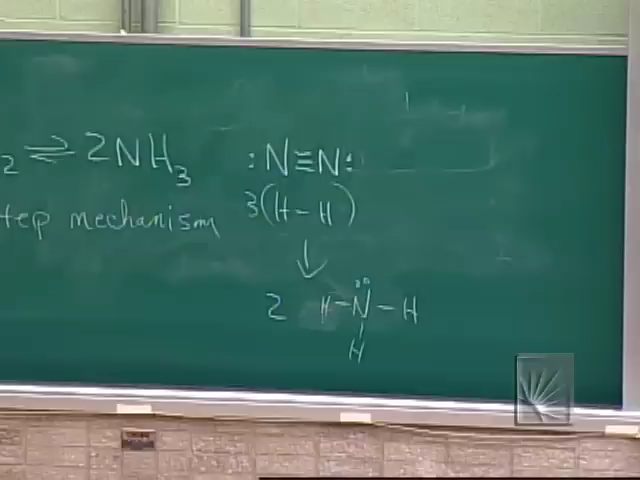 2 ⇌ 2NH3
tep mechanism
:N≡N:
3(H-H)
↓
2 H-N̈-H
|
H